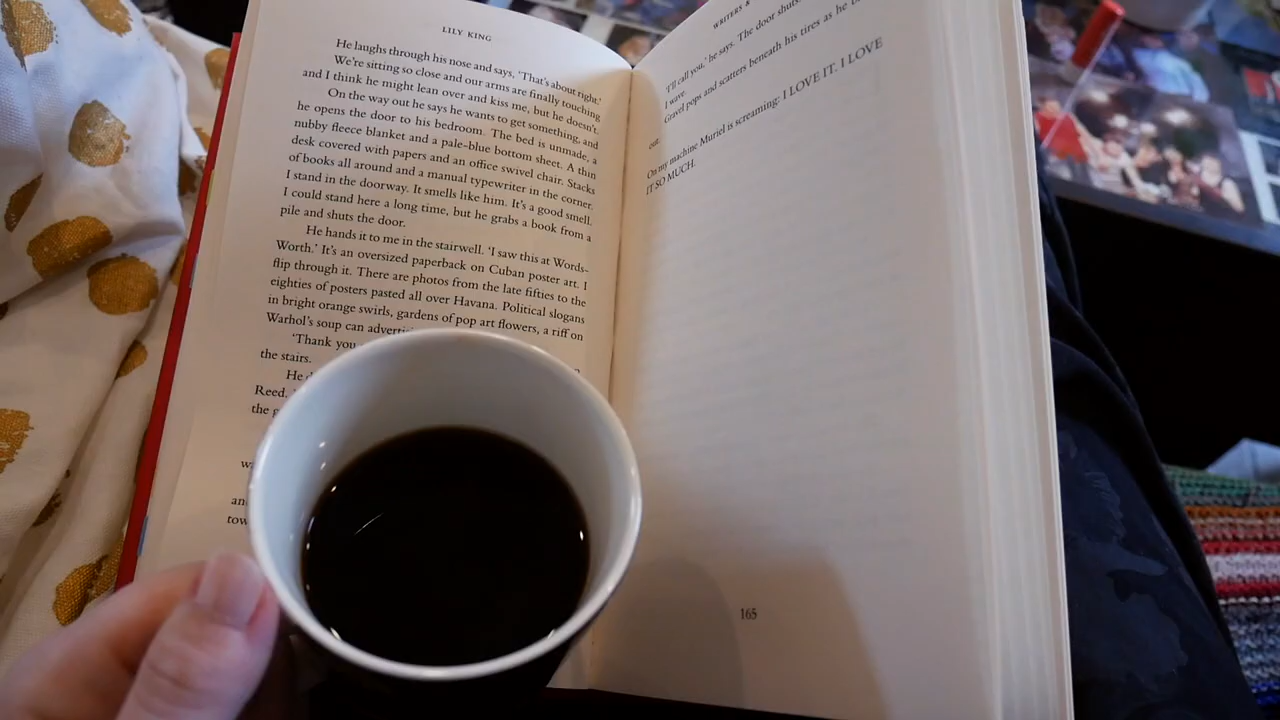 LILY KING
He laughs through his nose and says, 'That's about right.'
We're sitting so close and our arms are finally touching
and I think he might lean over and kiss me, but he doesn't.
On the way out he says he wants to get something, and
he opens the door to his bedroom. The bed is unmade, a
nubby fleece blanket and a pale-blue bottom sheet. A thin
desk covered with papers and an office swivel chair. Stacks
of books all around and a manual typewriter in the corner.
I stand in the doorway. It smells like him. It's a good smell.
I could stand here a long time, but he grabs a book from a
pile and shuts the door.
He hands it to me in the stairwell. 'I saw this at Words-
Worth.' It's an oversized paperback on Cuban poster art. I
flip through it. There are photos from the late fifties to the
eighties of posters pasted all over Havana. Political slogans
in bright orange swirls, gardens of pop art flowers, a riff on
Warhol's soup can
'Thank you
the stairs.
He
Reed.
the
WRITERS &
'I'll call you,' he says. The door shuts.
I wave.
Gravel pops and scatters beneath his tires as he
out.
On my machine Muriel is screaming: I LOVE IT. I LOVE
IT SO MUCH.
165